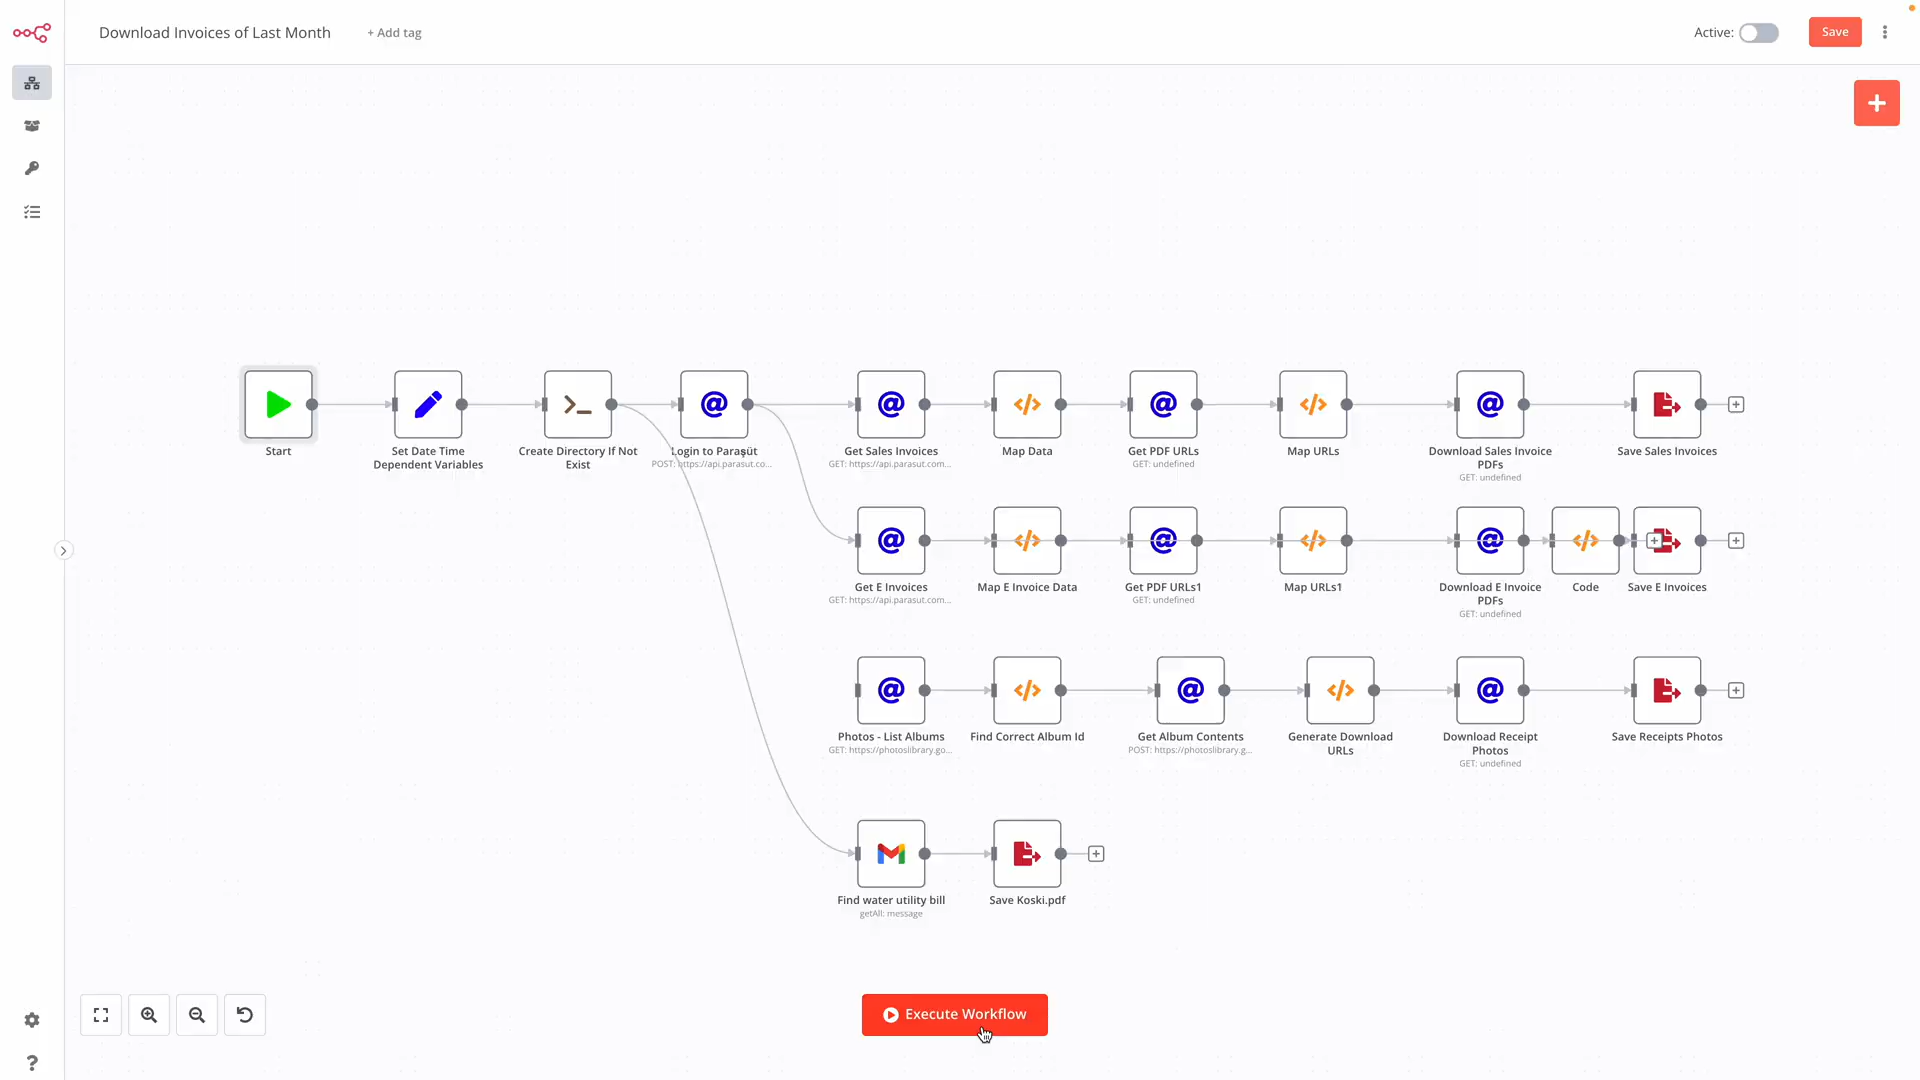 Download Invoices of Last Month
+ Add tag
Active:
Save
Start
Set Date Time
Dependent Variables
Create Directory If Not
Exist
Login to Paraşüt
POST: https://api.parasut.co...
Get Sales Invoices
GET: https://api.parasut.com...
Map Data
Get PDF URLs
GET: undefined
Map URLs
Download Sales Invoice
PDFs
GET: undefined
Save Sales Invoices
Get E Invoices
GET: https://api.parasut.com...
Map E Invoice Data
Get PDF URLs1
GET: undefined
Map URLs1
Download E Invoice
PDFs
GET: undefined
Code
Save E Invoices
Photos - List Albums
GET: https://photoslibrary.go...
Find Correct Album Id
Get Album Contents
POST: https://photoslibrary.g...
Generate Download
URLs
Download Receipt
Photos
GET: undefined
Save Receipts Photos
Find water utility bill
getAll: message
Save Koski.pdf
Execute Workflow